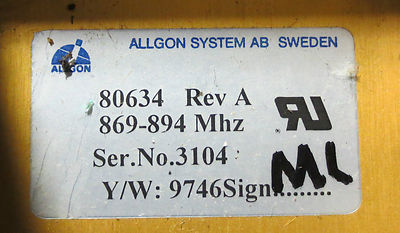 ALLGON SYSTEM AB SWEDEN
ALLGON
80634 Rev A
869-894 Mhz
Ser.No.3104
Y/W: 9746Sign.........
ML